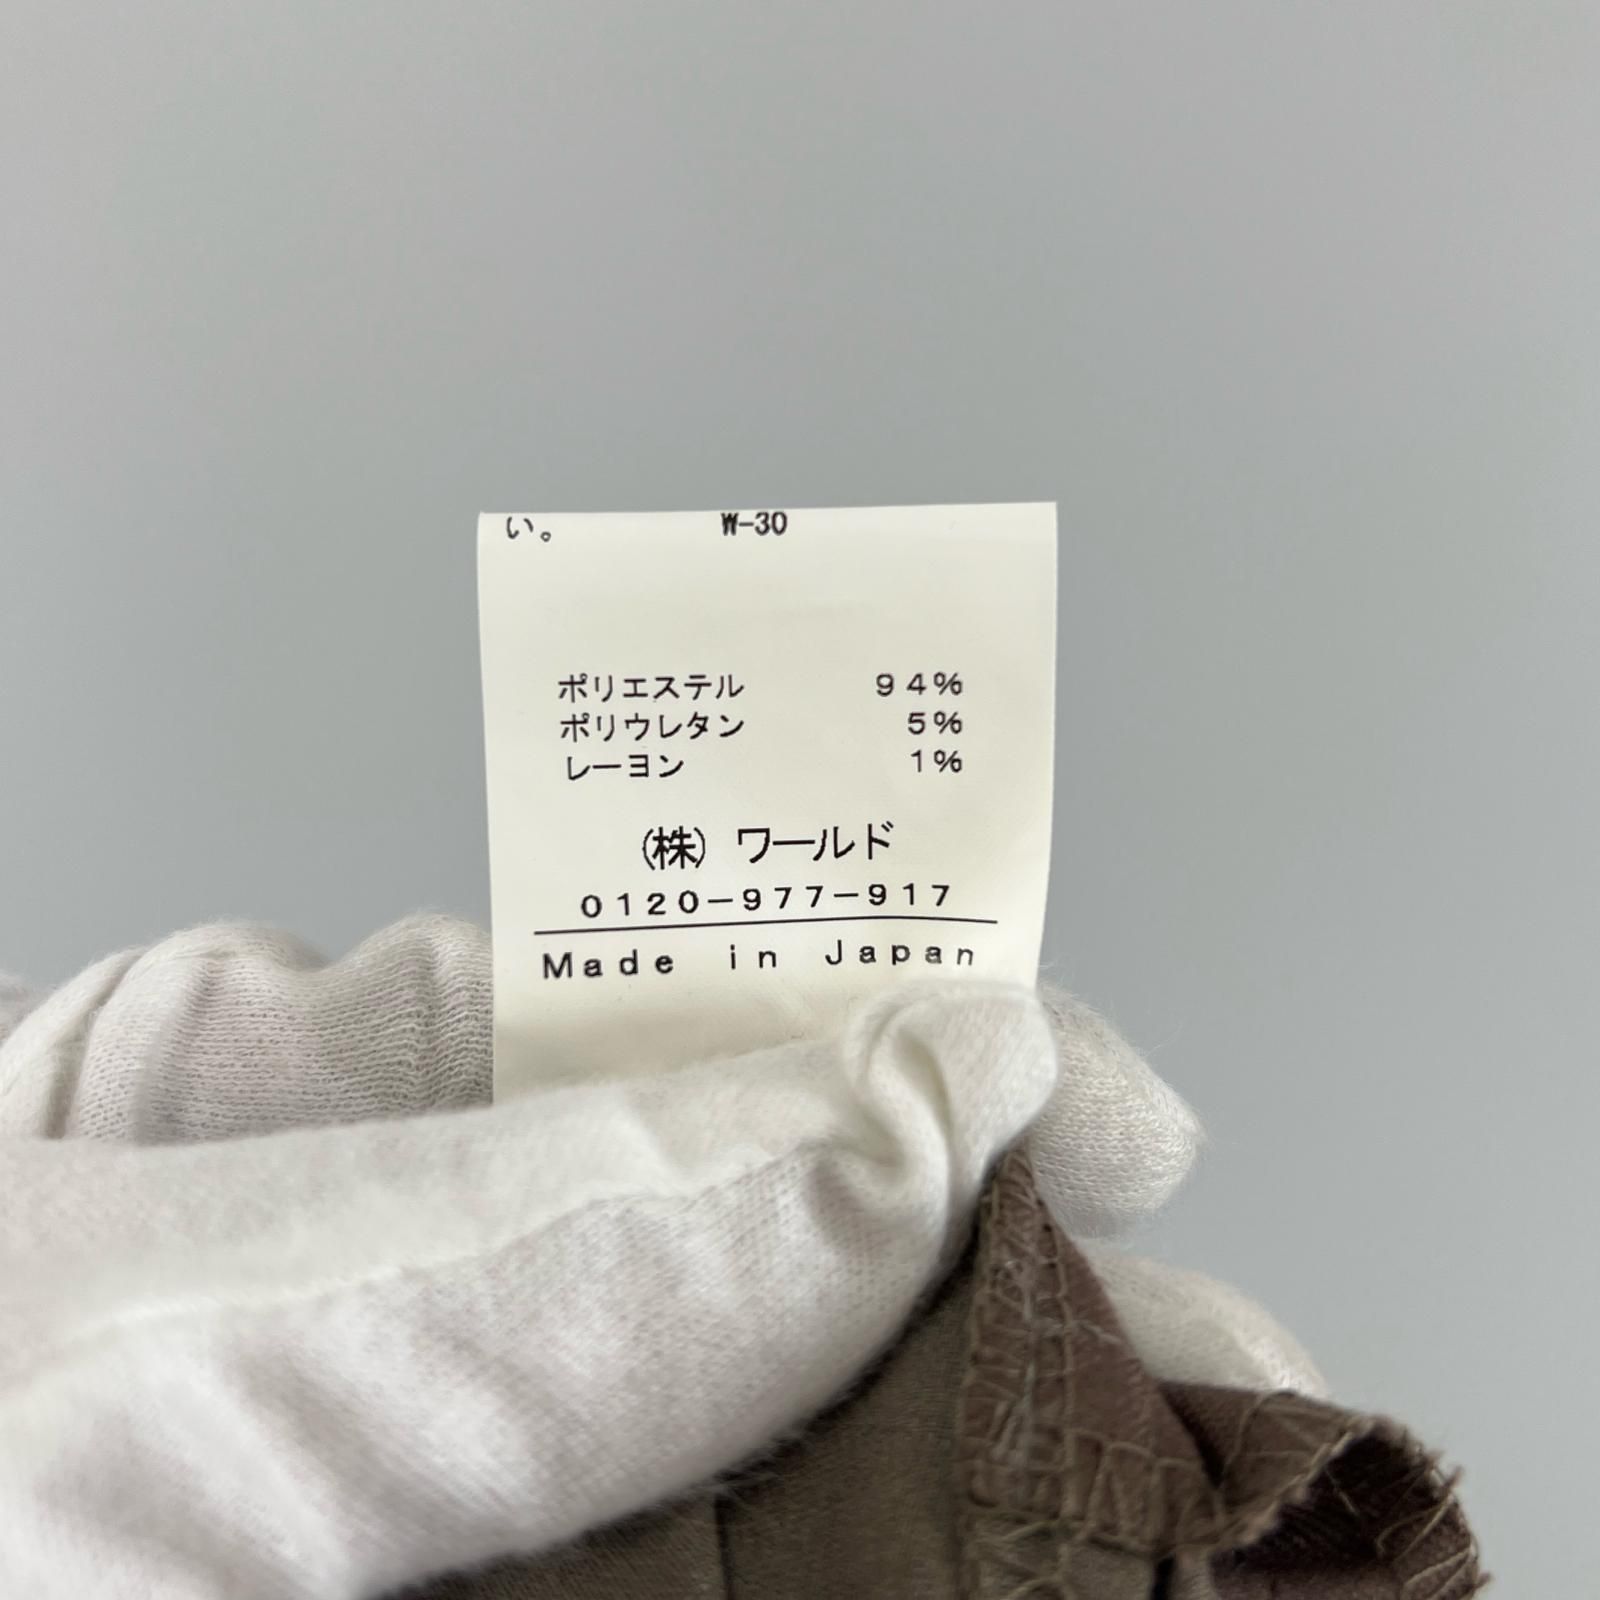 い。 W-30
ポリエステル 94%
ポリウレタン 5%
レーヨン 1%
(株) ワールド
0120-977-917
Made in Japan